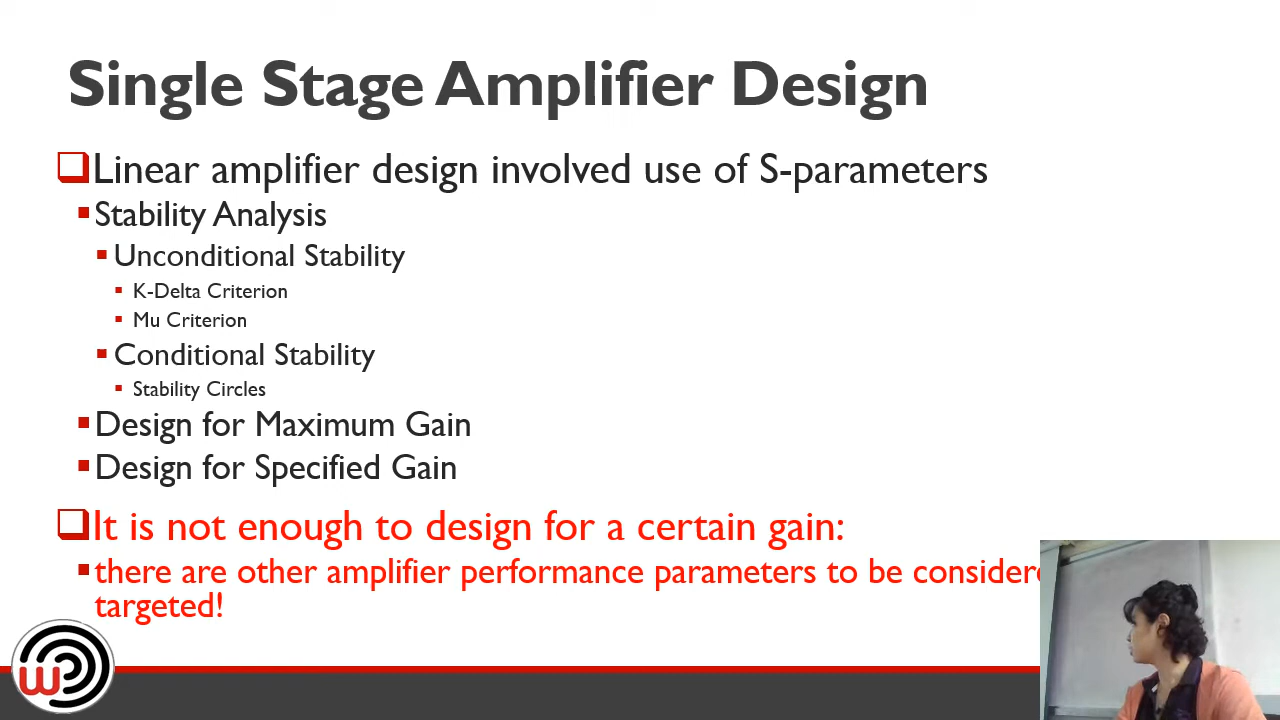 Single Stage Amplifier Design
Linear amplifier design involved use of S-parameters
Stability Analysis
Unconditional Stability
K-Delta Criterion
Mu Criterion
Conditional Stability
Stability Circles
Design for Maximum Gain
Design for Specified Gain
It is not enough to design for a certain gain:
there are other amplifier performance parameters to be
targeted!
w